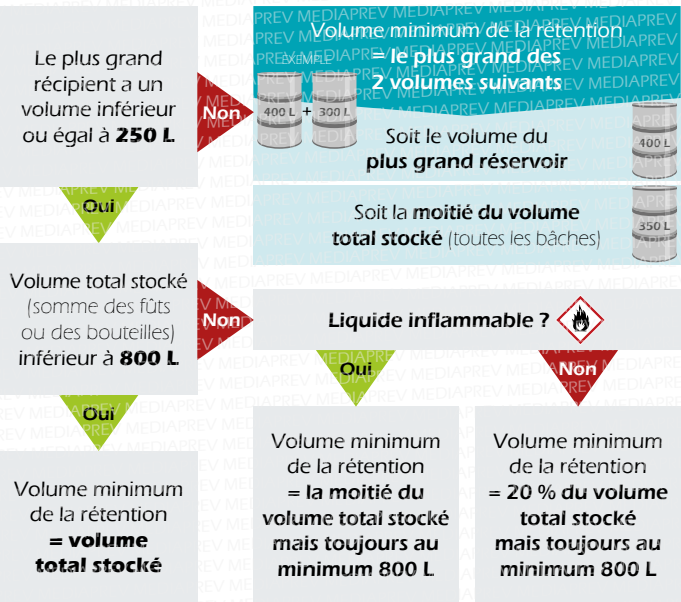 Le plus grand
récipient a un
volume inférieur
ou égal à 250 L
Non
Volume minimum de la rétention
= le plus grand des
2 volumes suivants
EXEMPLE
400 L + 300 L
Soit le volume du
plus grand réservoir
400 L
Soit la moitié du volume
total stocké (toutes les bâches)
350 L
Oui
Volume total stocké
(somme des fûts
ou des bouteilles)
inférieur à 800 L
Non
Liquide inflammable ?
Oui
Non
Oui
Volume minimum
de la rétention
= volume
total stocké
Volume minimum
de la rétention
= la moitié du
volume total stocké
mais toujours au
minimum 800 L
Volume minimum
de la rétention
= 20 % du volume
total stocké
mais toujours au
minimum 800 L
MEDIAPREV